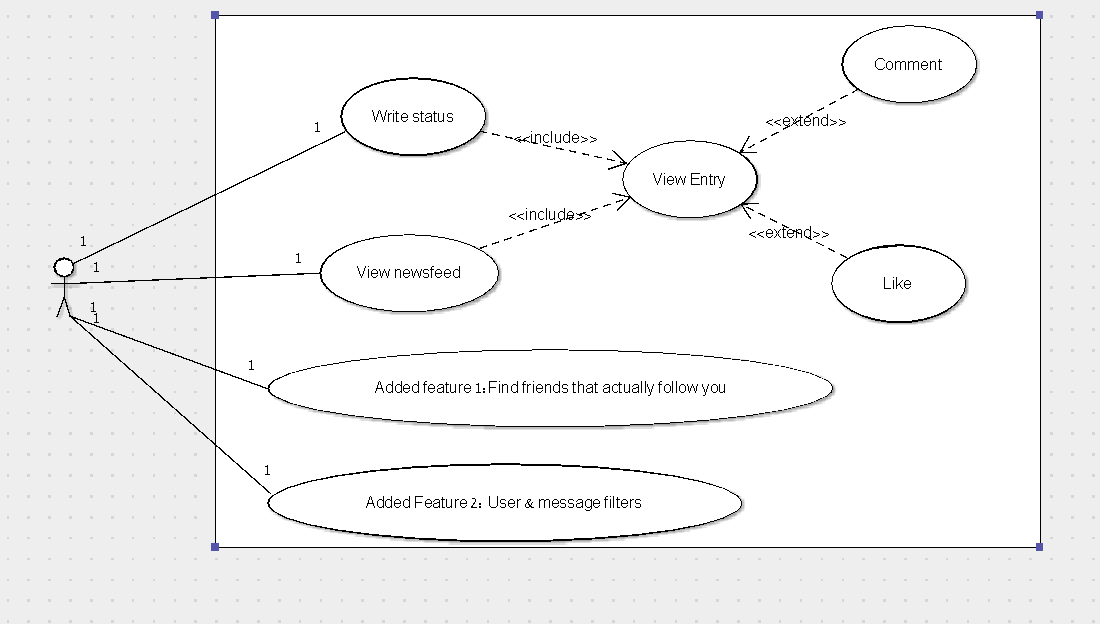 Comment
Write status
<<extend>>
1
<<include>>
View Entry
<<include>>
<<extend>>
1
1
1
View newsfeed
Like
1
1
1
Added feature 1:Find friends that actually follow you
1
Added Feature 2: User & message filters